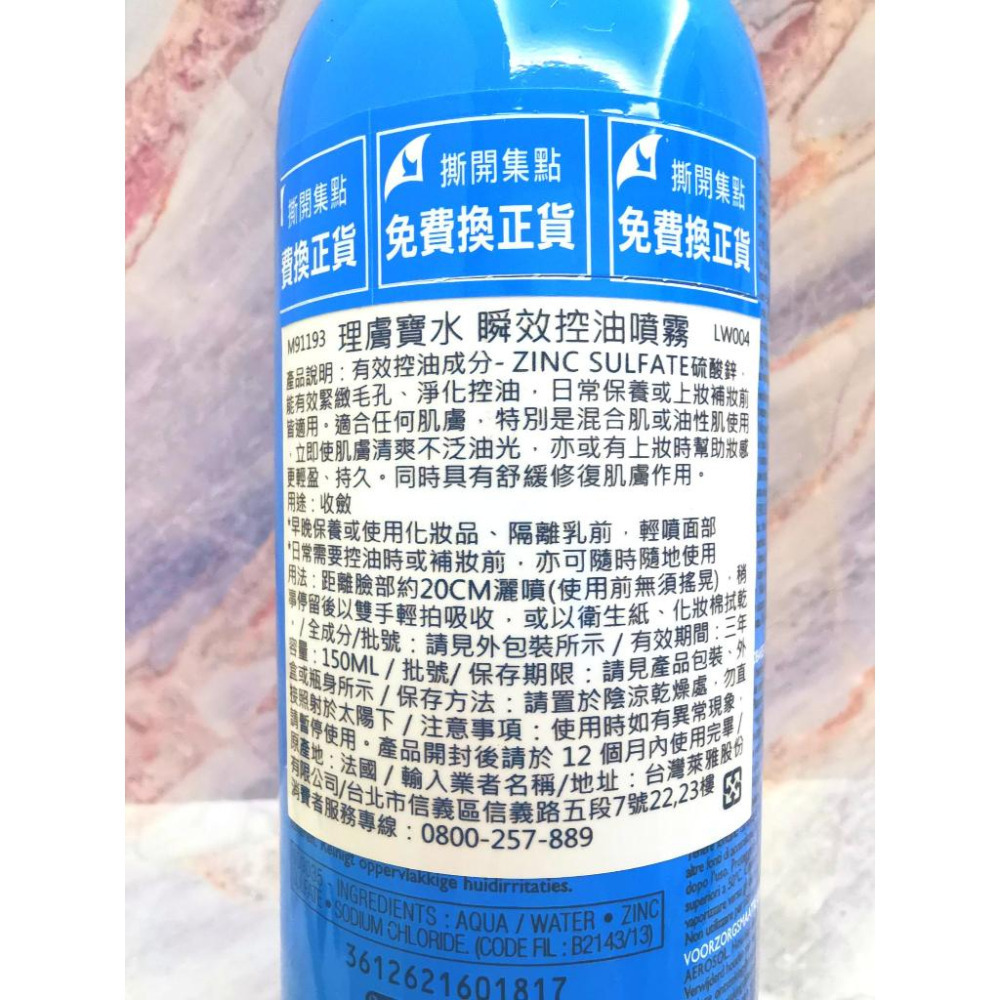 撕開集點
費換正貨
撕開集點
免費換正貨
撕開集點
免費換正貨
M91193 理膚寶水 瞬效控油噴霧 LW004
產品說明：有效控油成分- ZINC SULFATE硫酸鋅，
能有效緊緻毛孔、淨化控油，日常保養或上妝補妝前
皆適用。適合任何肌膚，特別是混合肌或油性肌使用
，立即使肌膚清爽不泛油光，亦或有上妝時幫助妝感
更輕盈、持久。同時具有舒緩修復肌膚作用。
用途：收斂
*早晚保養或使用化妝品、隔離乳前，輕噴面部
*日常需要控油時或補妝前，亦可隨時隨地使用
用法：距離臉部約20CM灑噴(使用前無須搖晃)，稍
事停留後以雙手輕拍吸收，或以衛生紙、化妝棉拭乾
，/全成分/批號：請見外包裝所示 / 有效期間：三年
容量：150ML / 批號/ 保存期限：請見產品包裝、外
盒或瓶身所示 / 保存方法：請置於陰涼乾燥處，勿直
接照射於太陽下 / 注意事項：使用時如有異常現象，
請暫停使用。產品開封後請於 12 個月內使用完畢 /
原產地：法國 / 輸入業者名稱/地址：台灣萊雅股份
有限公司/台北市信義區信義路五段7號22,23樓
消費者服務專線：0800-257-889
oppervlakkige huidirritaties.
INGREDIENTS : AQUA / WATER • ZINC
• SODIUM CHLORIDE. (CODE FIL : B2143/13)
3612621601817
altre fonti di
dopo l'uso.
superiori a 50°C
vaporizzare
Non utilizzare
VOORZORGSMAATR
AEROSOL.
Verwijderd